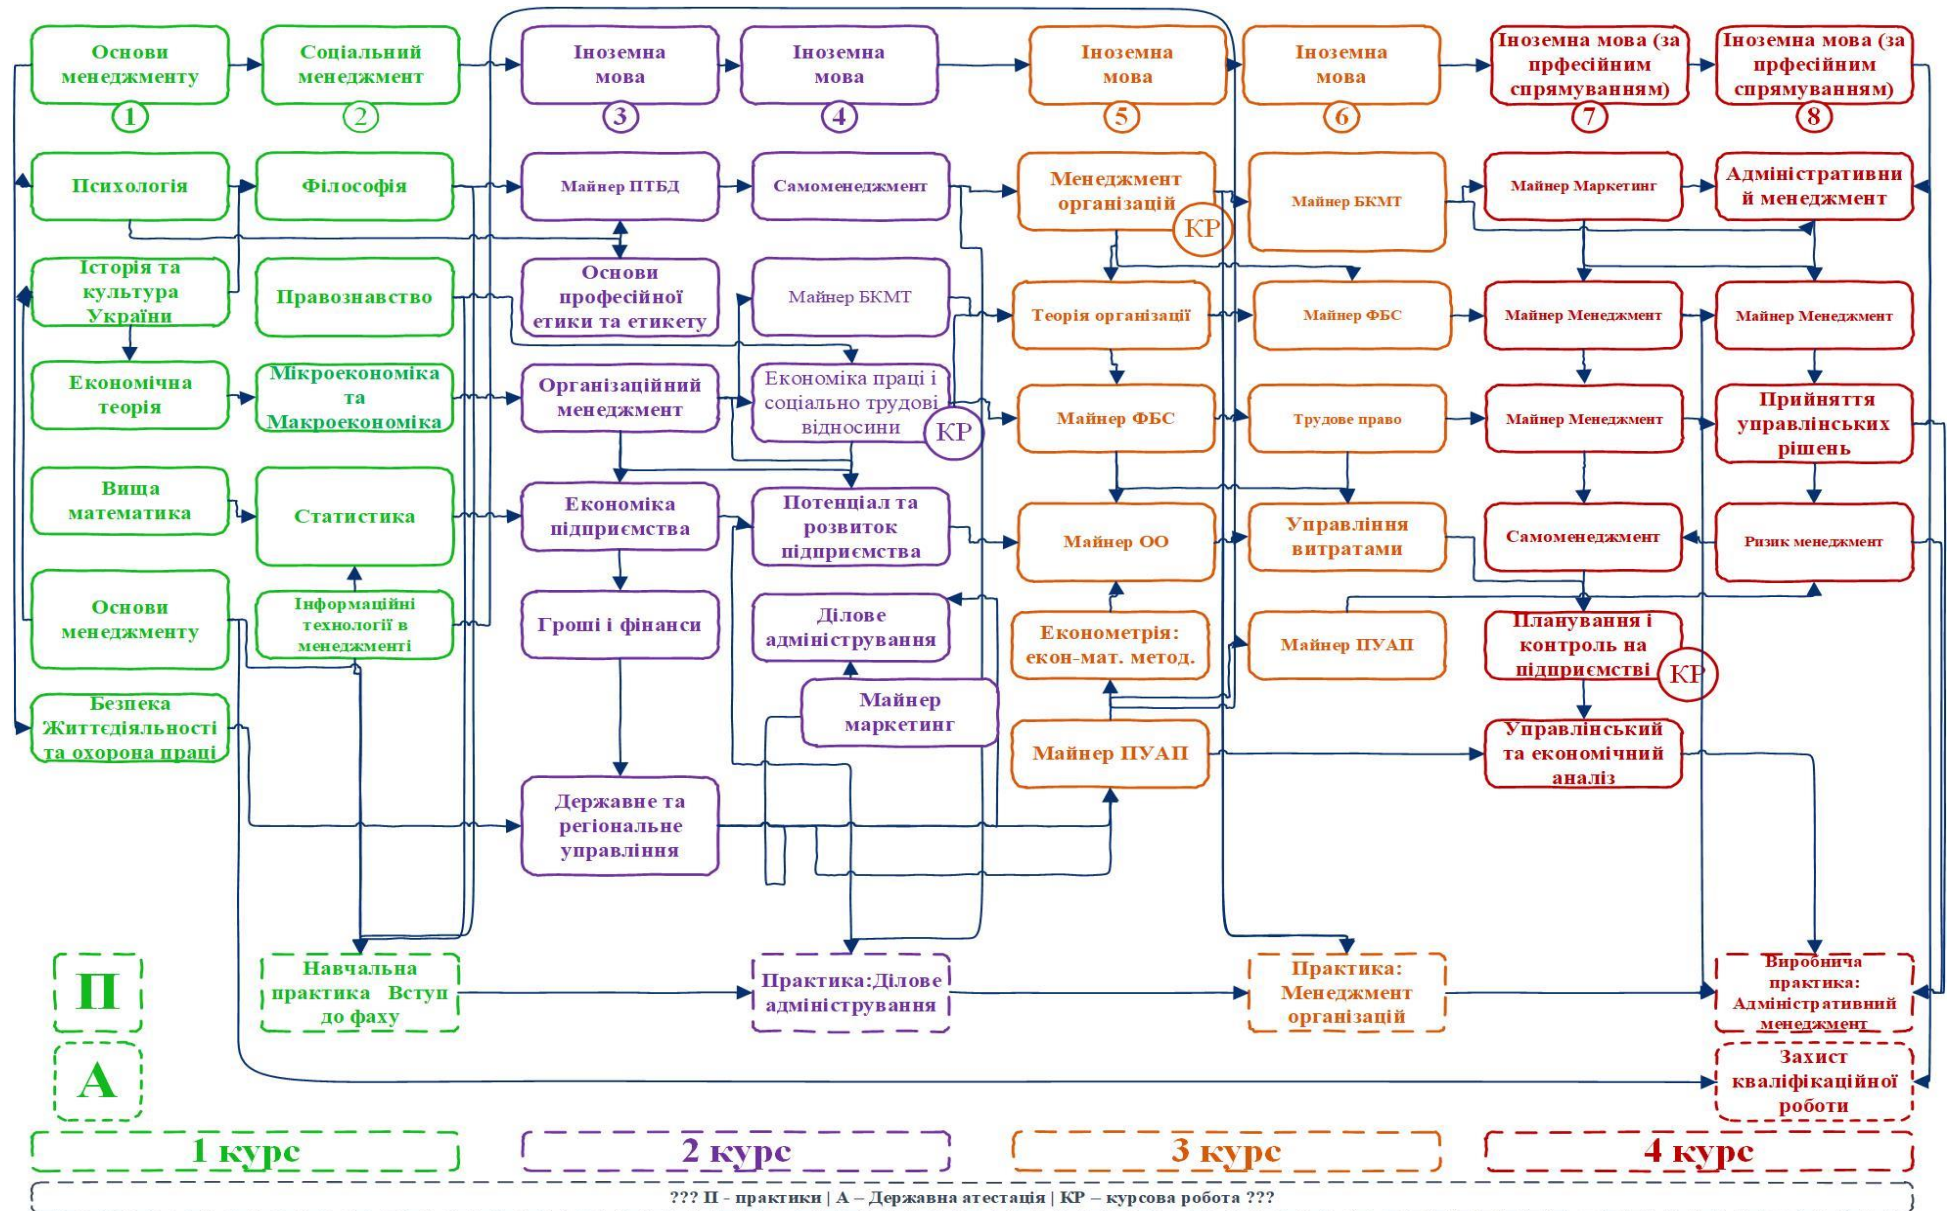 Основи
менеджменту
1
Соціальний
менеджмент
2
Іноземна
мова
3
Іноземна
мова
4
Іноземна
мова
5
Іноземна
мова
6
Іноземна мова (за
прфесійним
спрямуванням)
7
Іноземна мова (за
прфесійним
спрямуванням)
8
Психологія
Філософія
Майнер ПТБД
Самоменеджмент
Менеджмент
організацій
КР
Майнер БКМТ
Майнер Маркетинг
Адміністративни
й менеджмент
Історія та
культура
України
Правознавство
Основи
професійної
етики та етикету
Майнер БКМТ
Теорія організації
Майнер ФБС
Майнер Менеджмент
Майнер Менеджмент
Економічна
теорія
Мікроекономіка
та
Макроекономіка
Організаційний
менеджмент
Економіка праці і
соціально трудові
відносини
КР
Майнер ФБС
Трудове право
Майнер Менеджмент
Прийняття
управлінських
рішень
Вища
математика
Статистика
Економіка
підприємства
Потенціал та
розвиток
підприємства
Майнер ОО
Управління
витратами
Самоменеджмент
Ризик менеджмент
Основи
менеджменту
Інформаційні
технології в
менеджменті
Гроші і фінанси
Ділове
адміністрування
Економетрія:
екон-мат. метод.
Майнер ПУАП
Планування і
контроль на
підприємстві
КР
Безпека
Життєдіяльності
та охорона праці
Майнер
маркетинг
Майнер ПУАП
Управлінський
та економічний
аналіз
Державне та
регіональне
управління
П
Навчальна
практика Вступ
до фаху
Практика:Ділове
адміністрування
Практика:
Менеджмент
організацій
Виробнича
практика:
Адміністративний
менеджмент
А
Захист
кваліфікаційної
роботи
1 курс
2 курс
3 курс
4 курс
??? П - практики | А – Державна атестація | КР – курсова робота ???